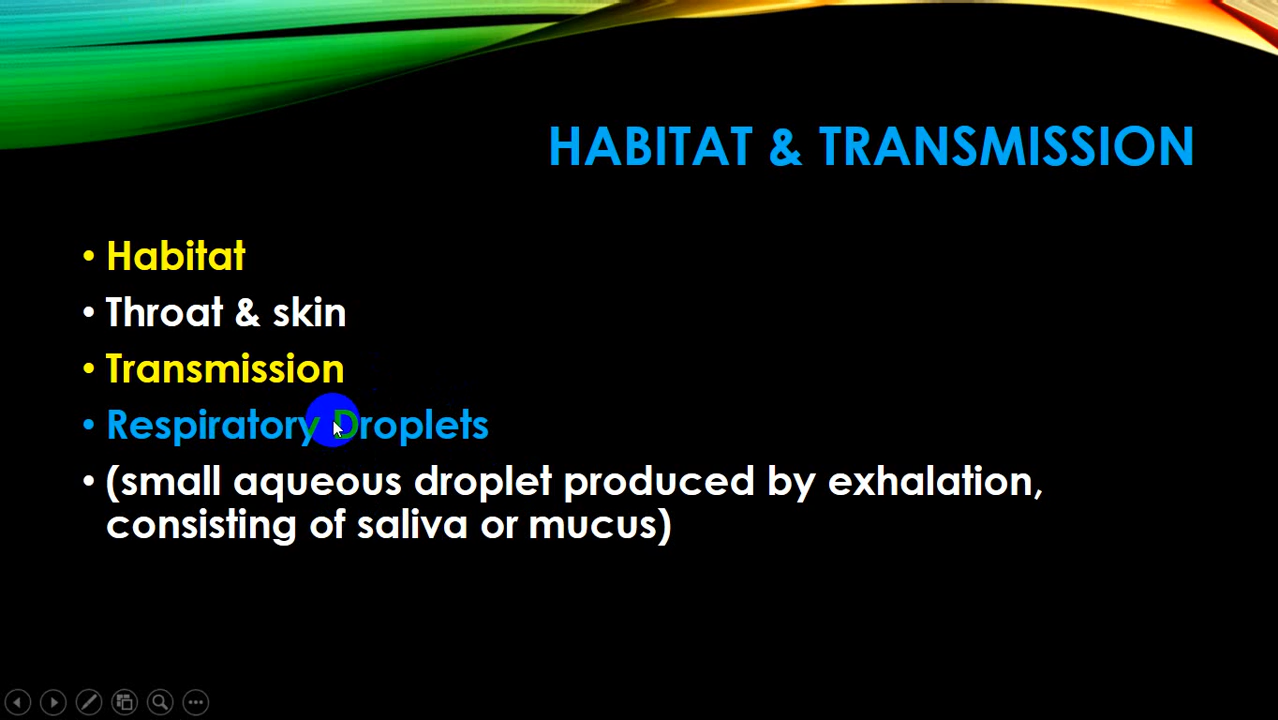 HABITAT & TRANSMISSION
• Habitat
• Throat & skin
• Transmission
• Respiratory Droplets
• (small aqueous droplet produced by exhalation,
consisting of saliva or mucus)